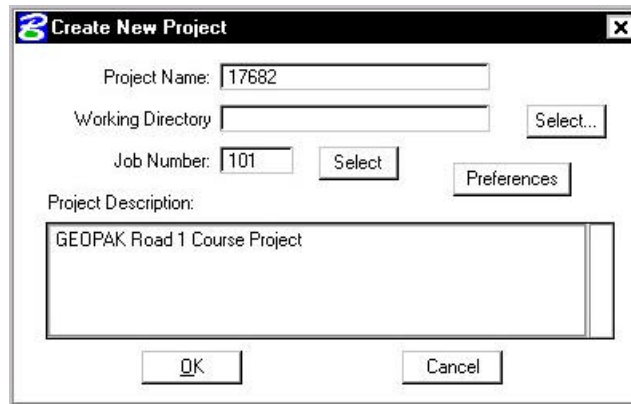 Create New Project
Project Name: 17682
Working Directory Select...
Job Number: 101 Select
Preferences
Project Description:
GEOPAK Road 1 Course Project
OK Cancel